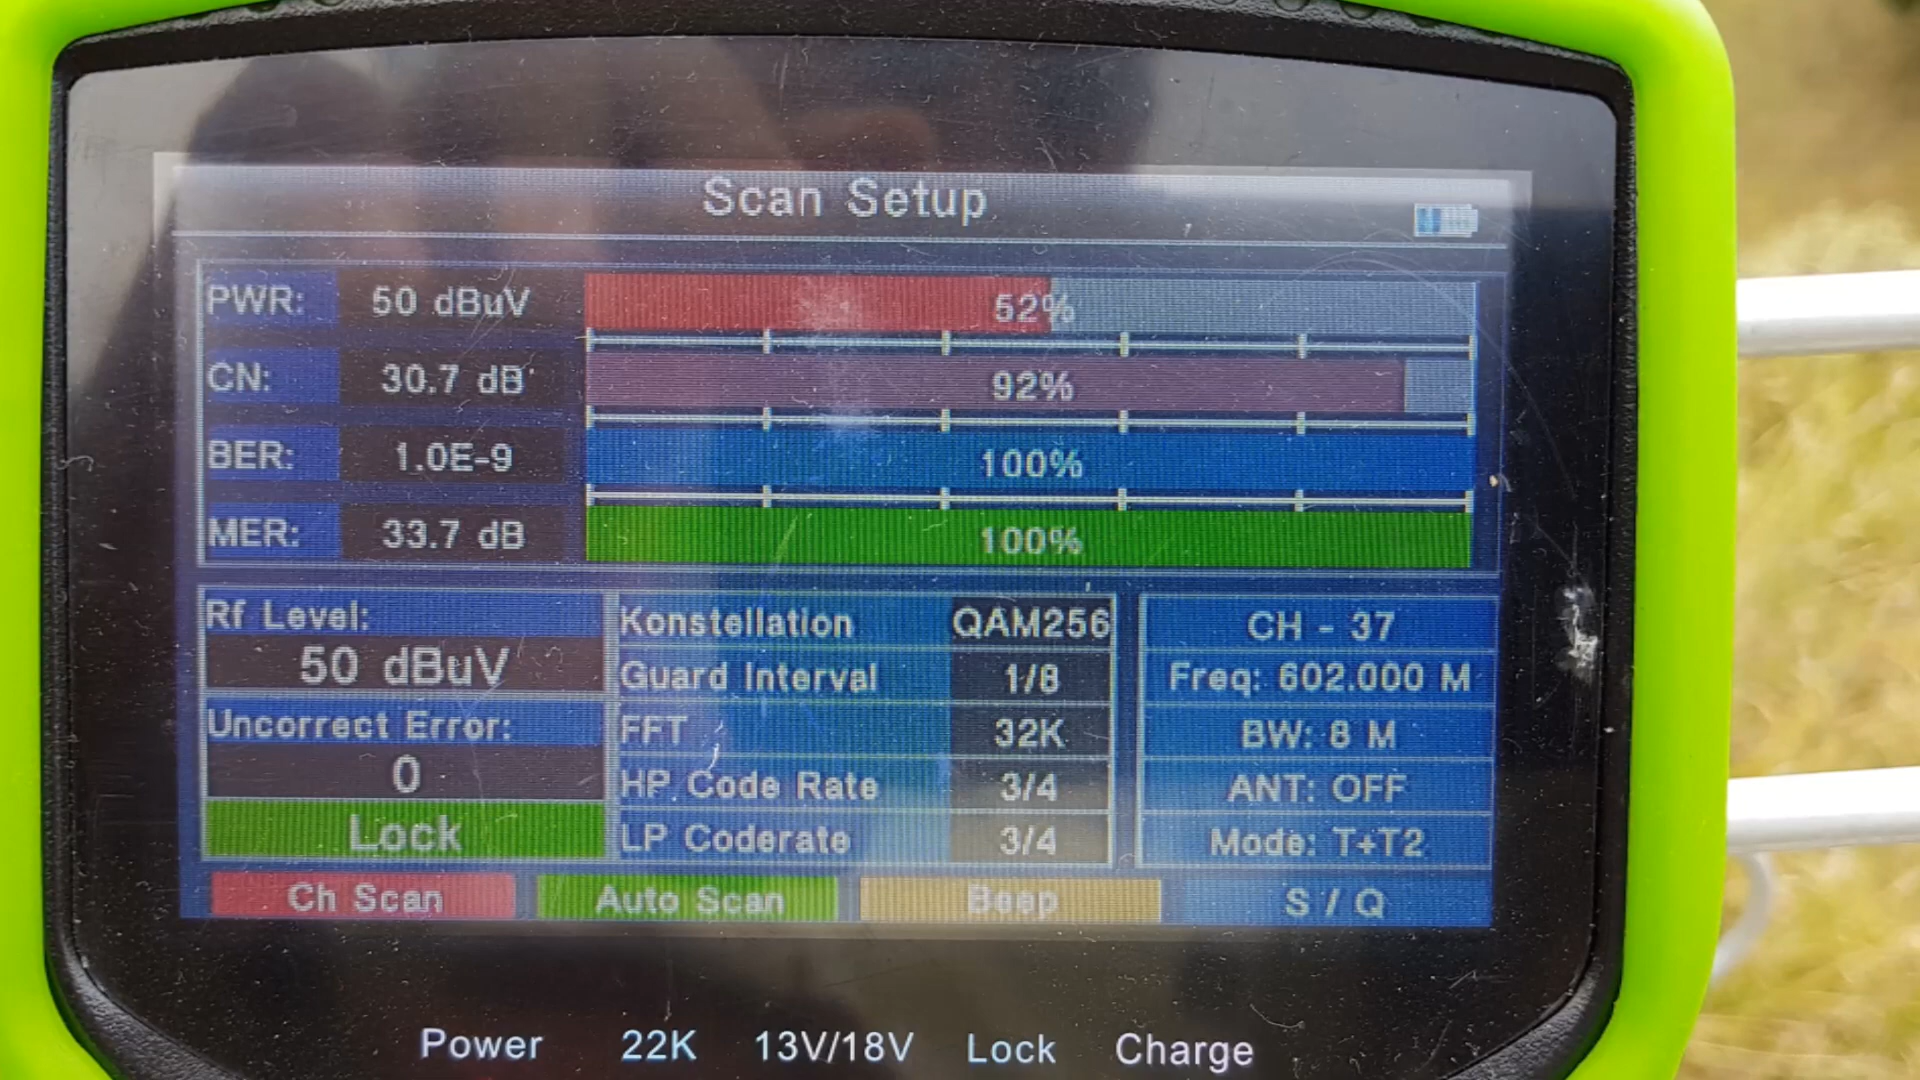 Scan Setup
PWR: 50 dBuV 52%
CN: 30.7 dB 92%
BER: 1.0E-9 100%
MER: 33.7 dB 100%
Rf Level:
50 dBuV
Uncorrect Error:
0
Lock
Konstellation QAM256
Guard Interval 1/8
FFT 32K
HP Code Rate 3/4
LP Coderate 3/4
CH - 37
Freq: 602.000 M
BW: 8 M
ANT: OFF
Mode: T+T2
Ch Scan Auto Scan Beep S / Q
Power 22K 13V/18V Lock Charge